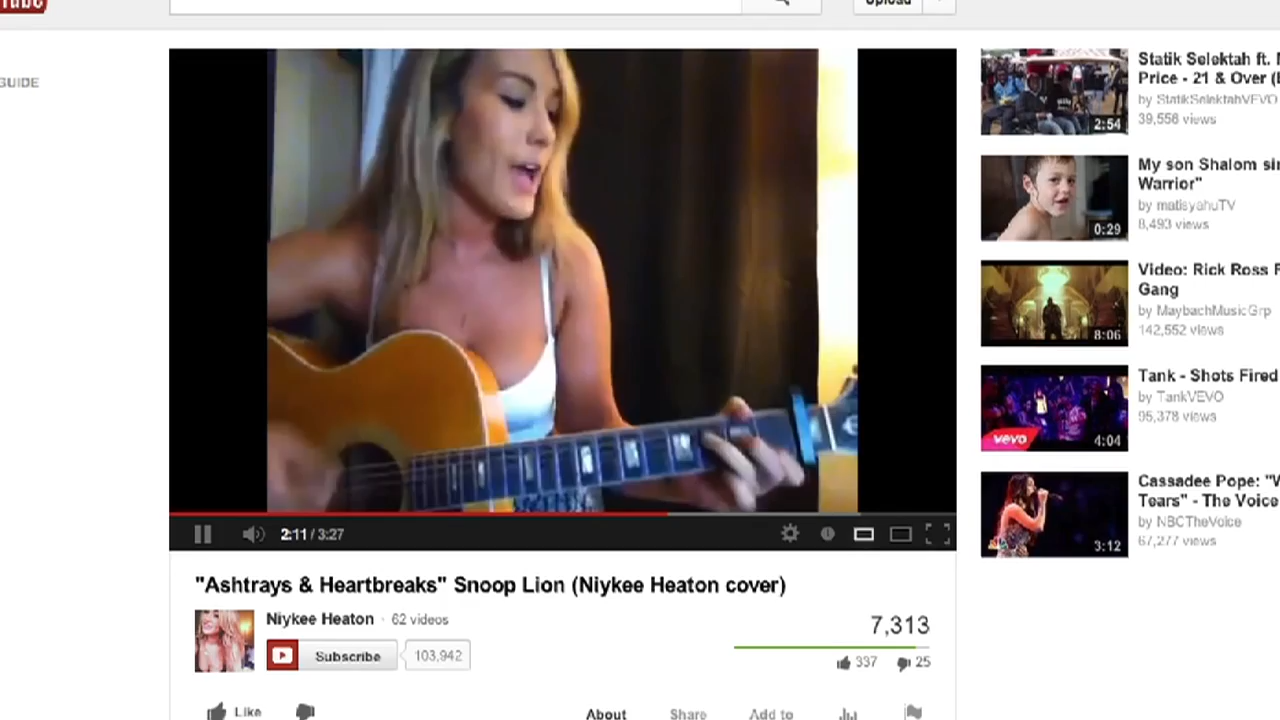 Tube
Upload
GUIDE
2:11 / 3:27
"Ashtrays & Heartbreaks" Snoop Lion (Niykee Heaton cover)
Niykee Heaton · 62 videos
Subscribe 103,942
7,313
337 25
Like
About Share Add to
Statik Selektah ft.
Price - 21 & Over
by StatikSelektahVEVO
39,556 views
2:54
My son Shalom
Warrior"
by matisyahuTV
8,493 views
0:29
Video: Rick Ross
Gang
by MaybachMusicGrp
142,552 views
8:06
Tank - Shots Fired
by TankVEVO
95,378 views
vevo
4:04
Cassadee Pope:
Tears" - The Voice
by NBCTheVoice
67,277 views
3:12